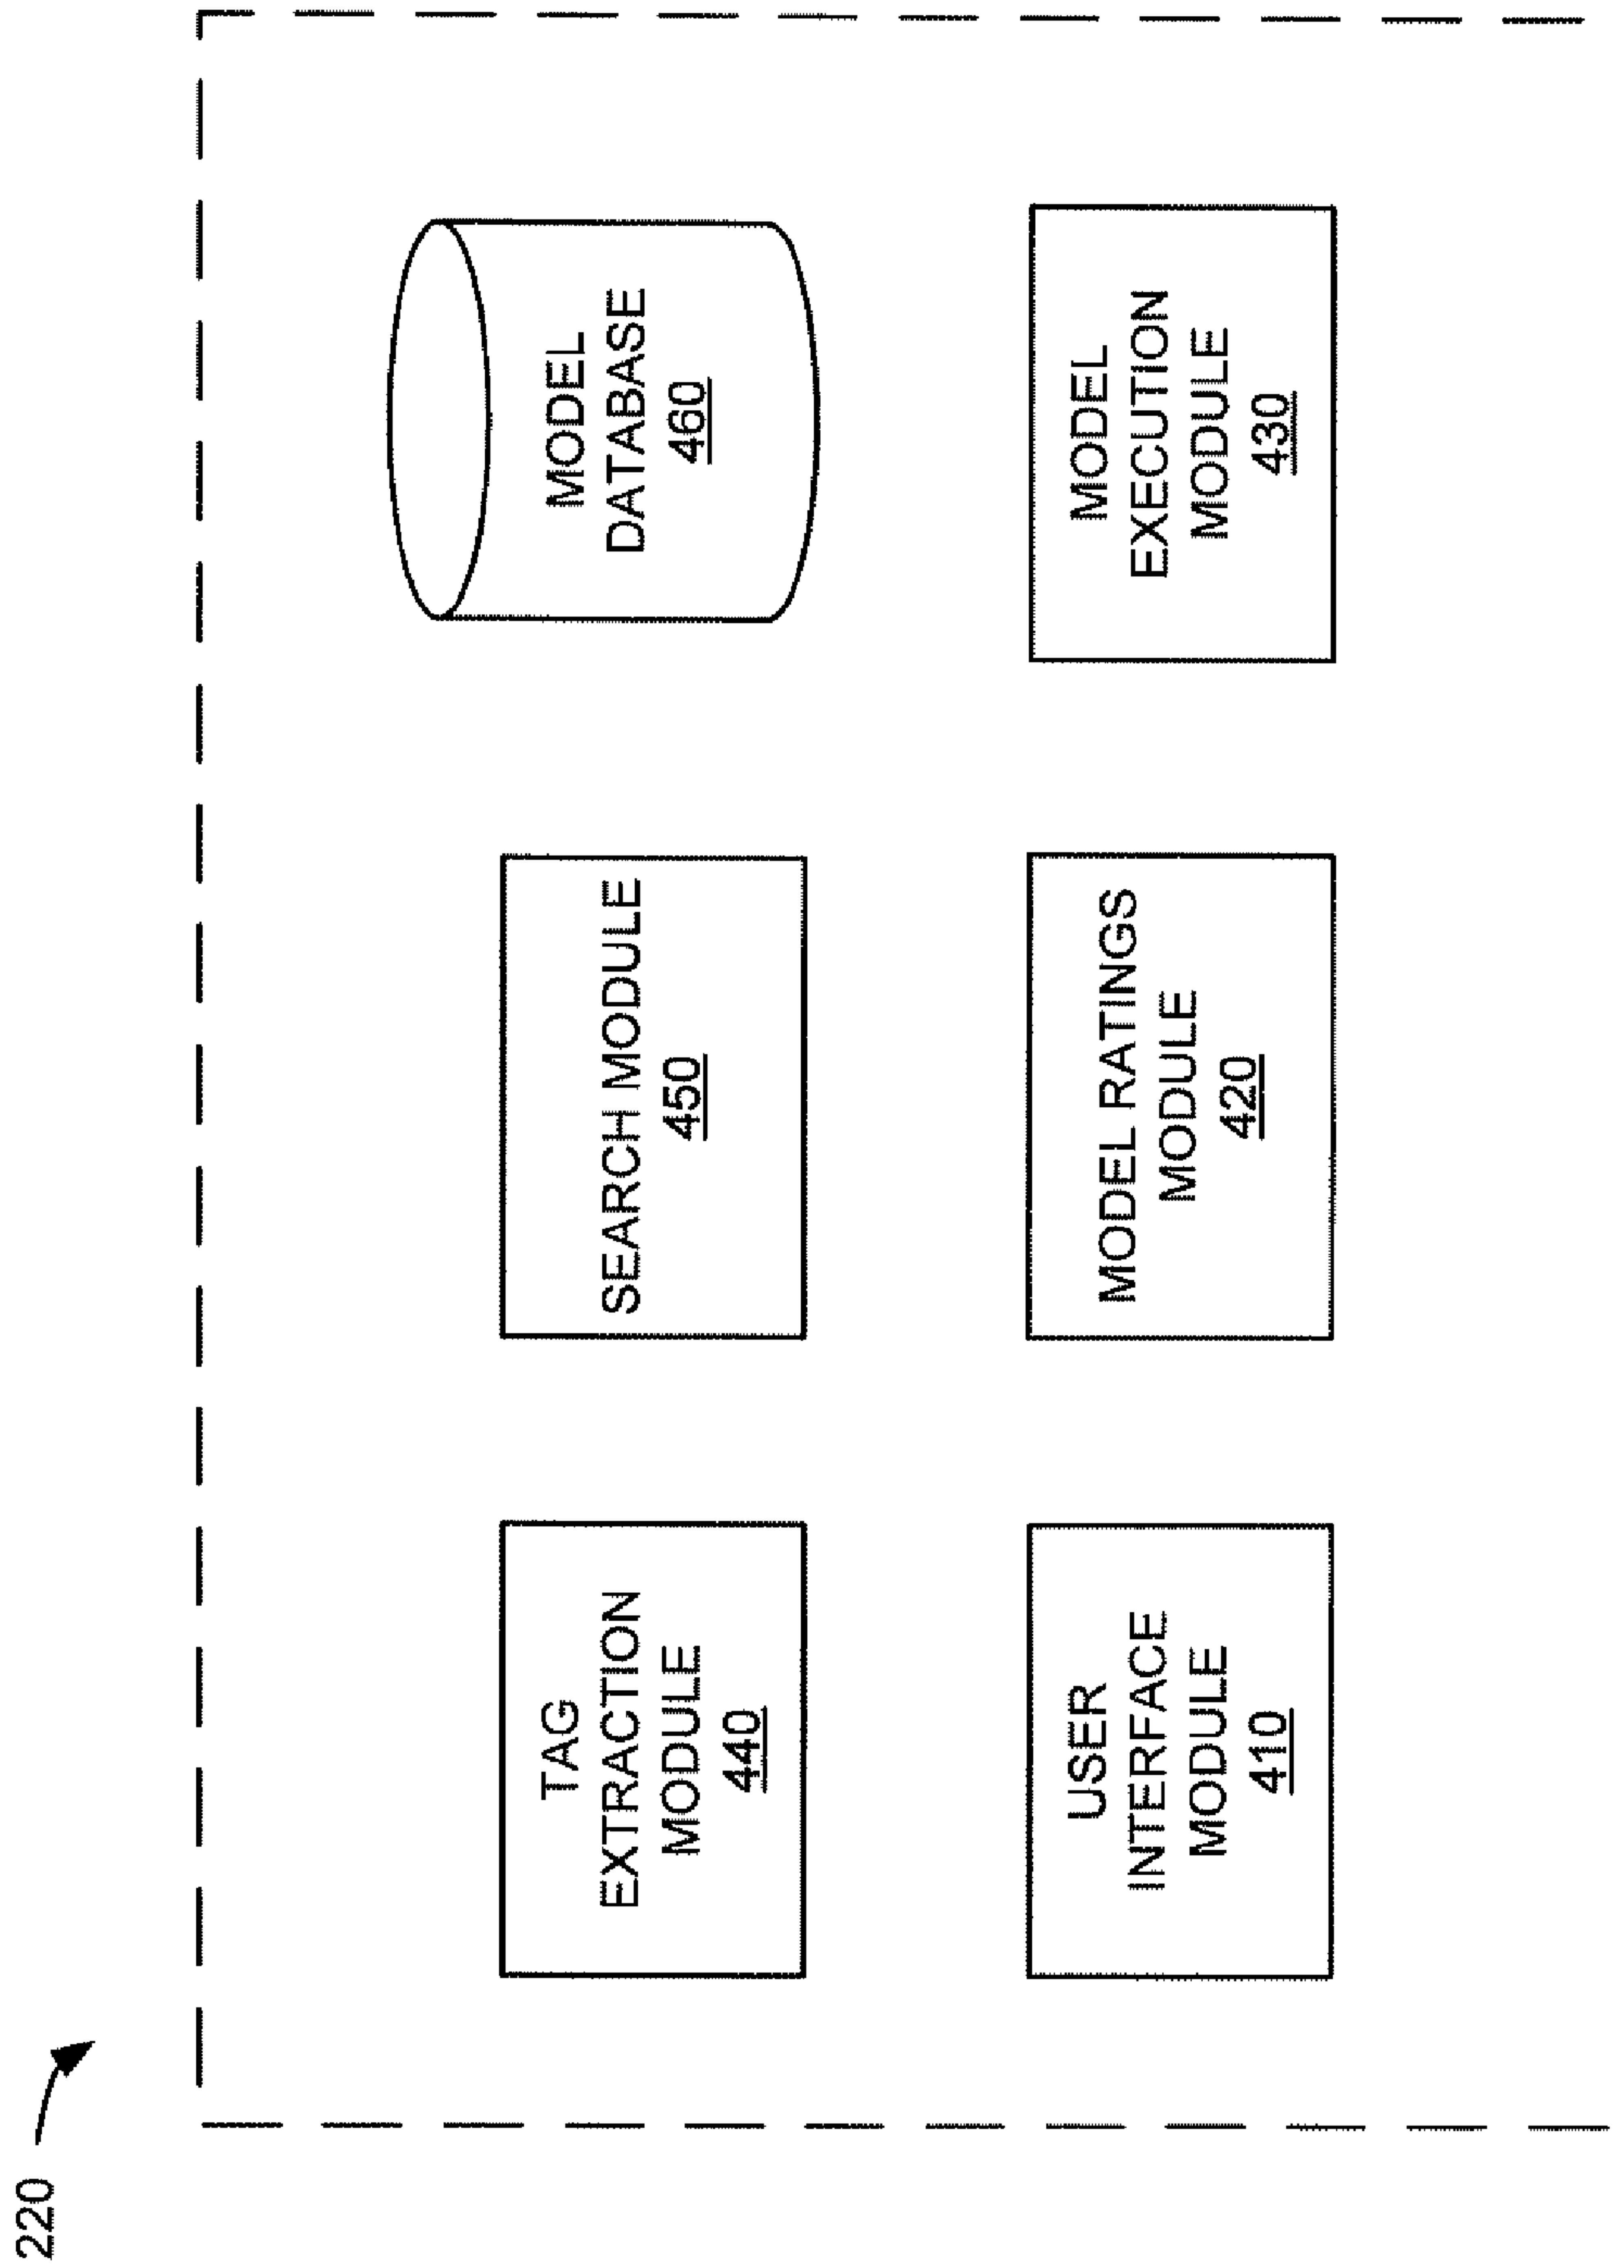 220
TAG
EXTRACTION
MODULE
440
SEARCH MODULE
450
MODEL
DATABASE
460
USER
INTERFACE
MODULE
410
MODEL RATINGS
MODULE
420
MODEL
EXECUTION
MODULE
430